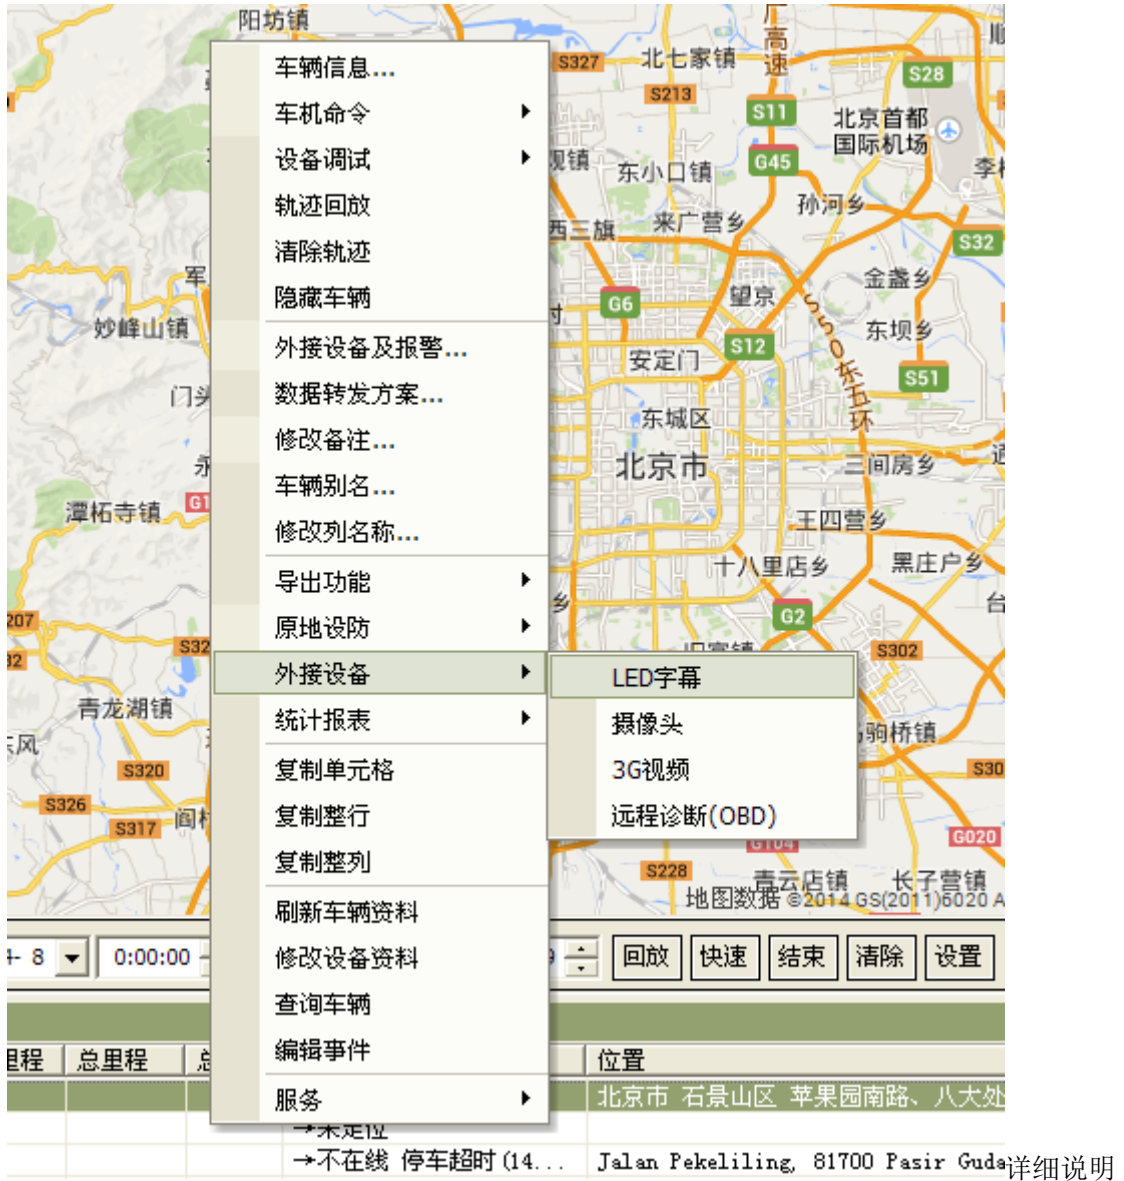 阳坊镇
北七家镇
高速
S327
S213
S28
S11
北京首都
国际机场
G45
东小口镇
孙河乡
来广营乡
西三旗
S32
金盏乡
G6
望京
东坝乡
妙峰山镇
S12
安定门
S50东五环
S51
东城区
北京市
三间房乡
潭柘寺镇
王四营乡
十八里店乡
黑庄户乡
G2
S302
青龙湖镇
S320
S326
S317
G020
S228
青云店镇
长子营镇
地图数据 ©2014 GS(2011)6020
车辆信息...
车机命令
设备调试
轨迹回放
清除轨迹
隐藏车辆
外接设备及报警...
数据转发方案...
修改备注...
车辆别名...
修改列名称...
导出功能
原地设防
外接设备
统计报表
复制单元格
复制整行
复制整列
刷新车辆资料
修改设备资料
查询车辆
编辑事件
服务
LED字幕
摄像头
3G视频
远程诊断(OBD)
8 0:00:00 回放 快速 结束 清除 设置
里程 总里程 位置
北京市 石景山区 苹果园南路、八大处
→未定位
→不在线 停车超时(14... Jalan Pekeliling, 81700 Pasir Guda
详细说明